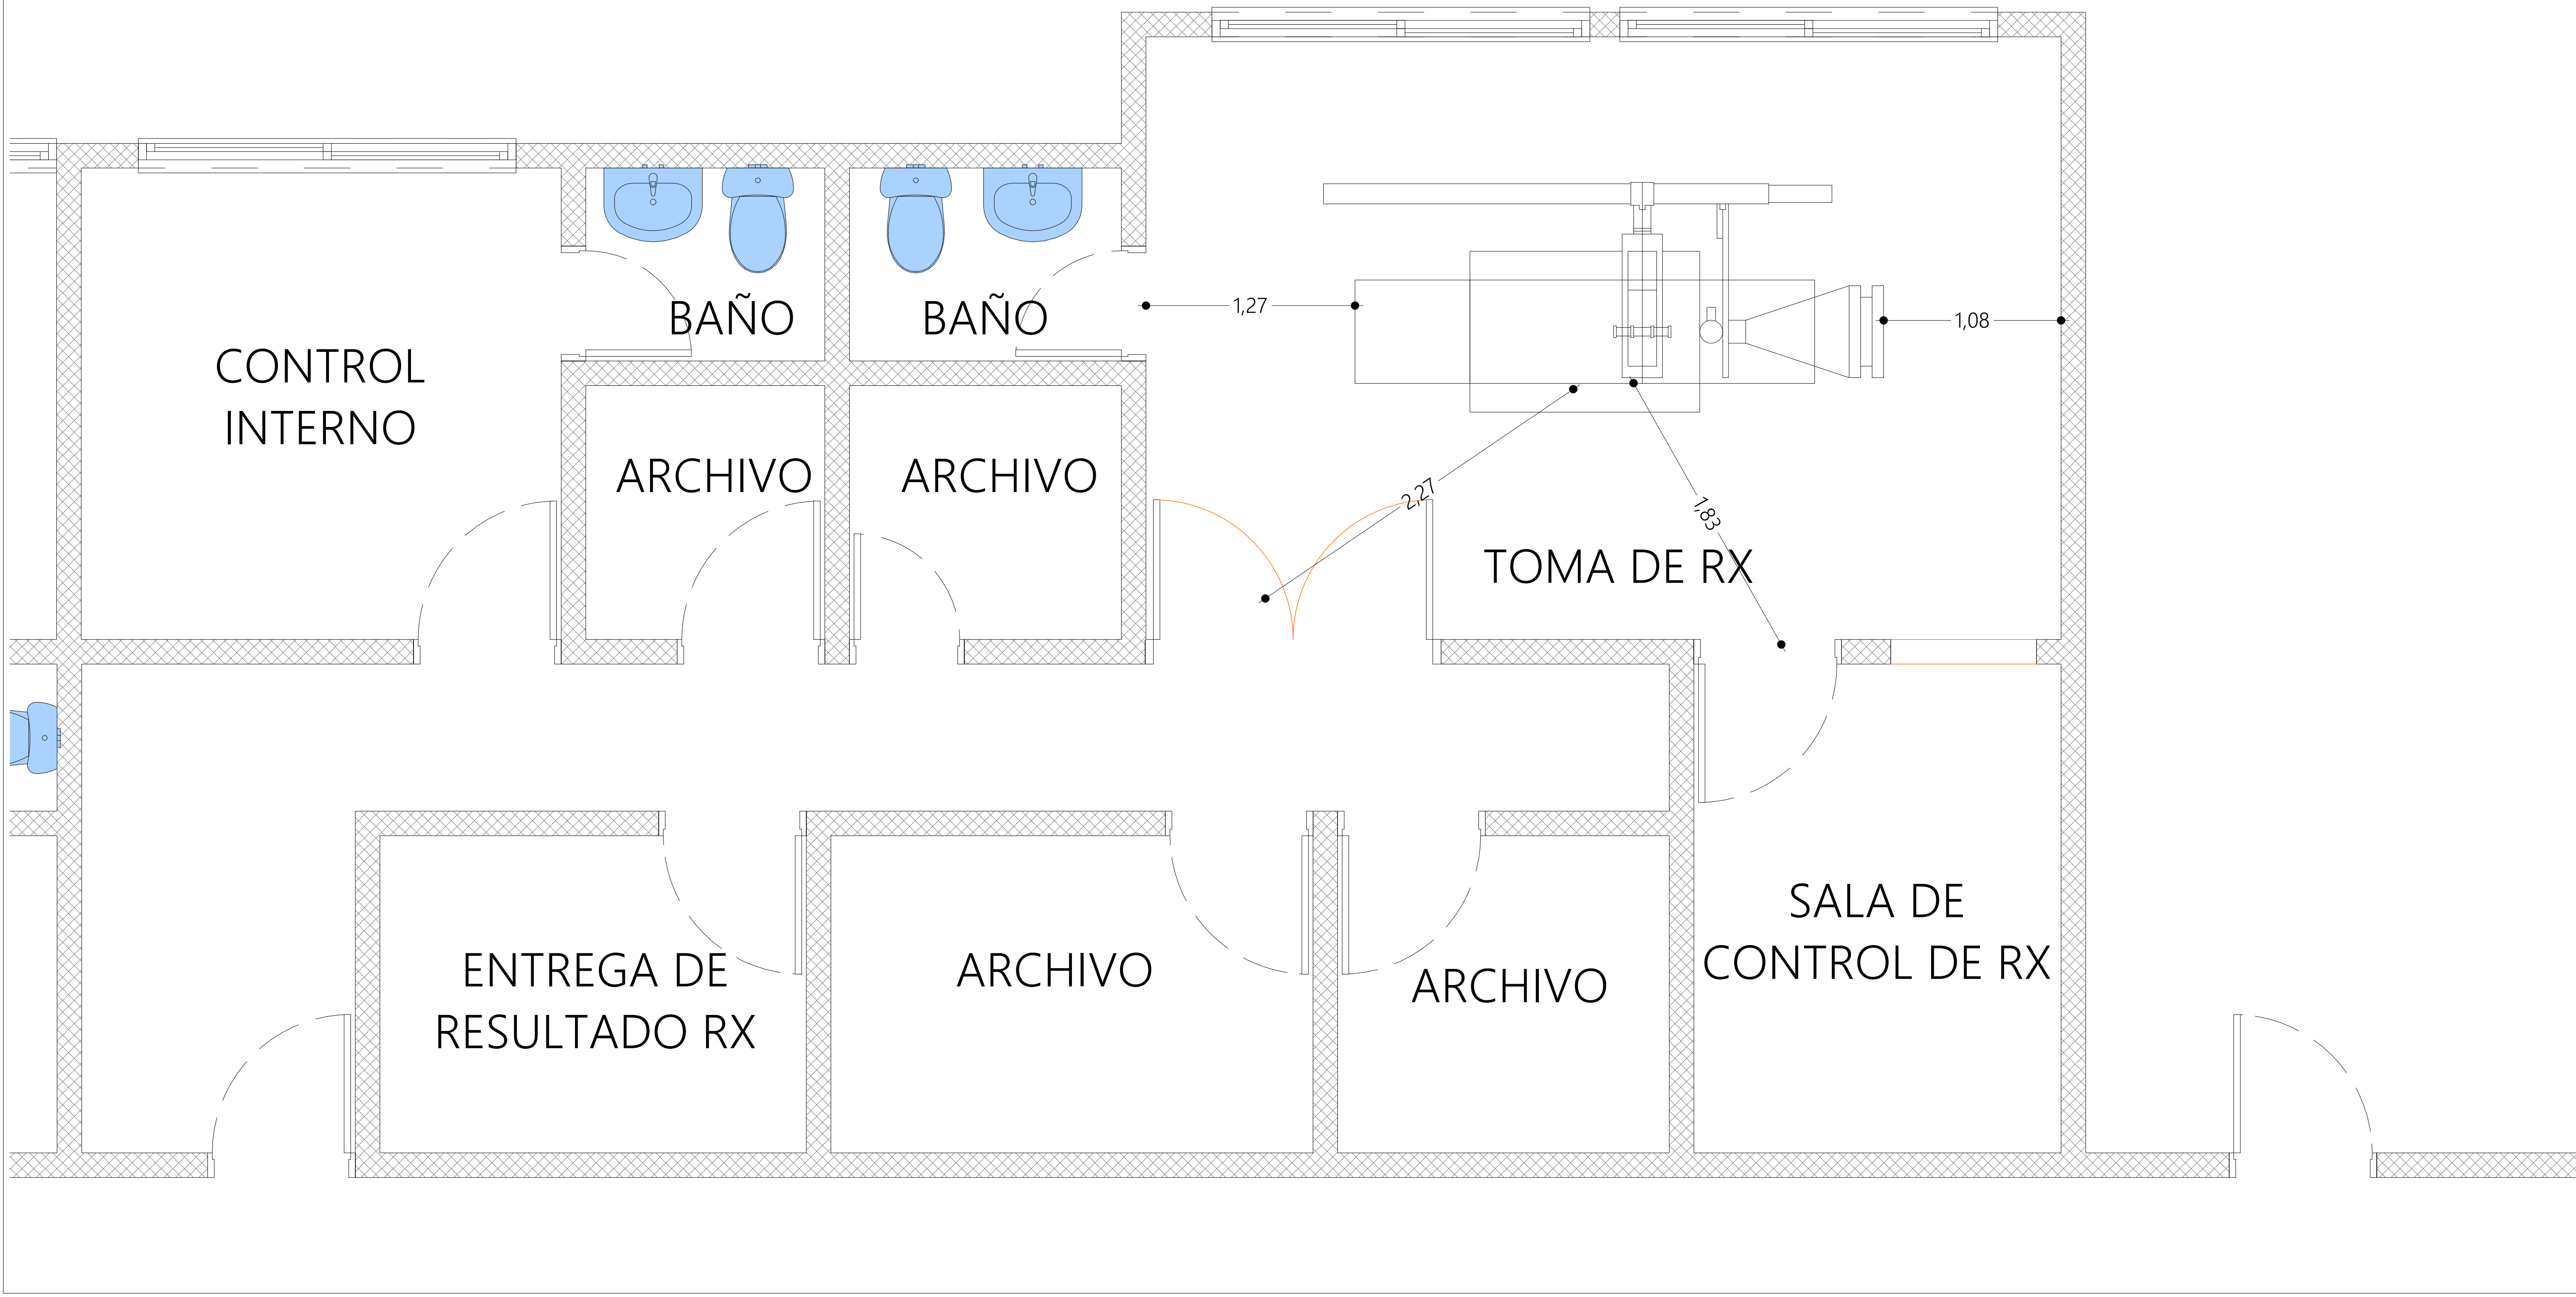 BAÑO
BAÑO
1,27
1,08
CONTROL
INTERNO
ARCHIVO
ARCHIVO
2,27
1,83
TOMA DE RX
SALA DE
CONTROL DE RX
ENTREGA DE
RESULTADO RX
ARCHIVO
ARCHIVO